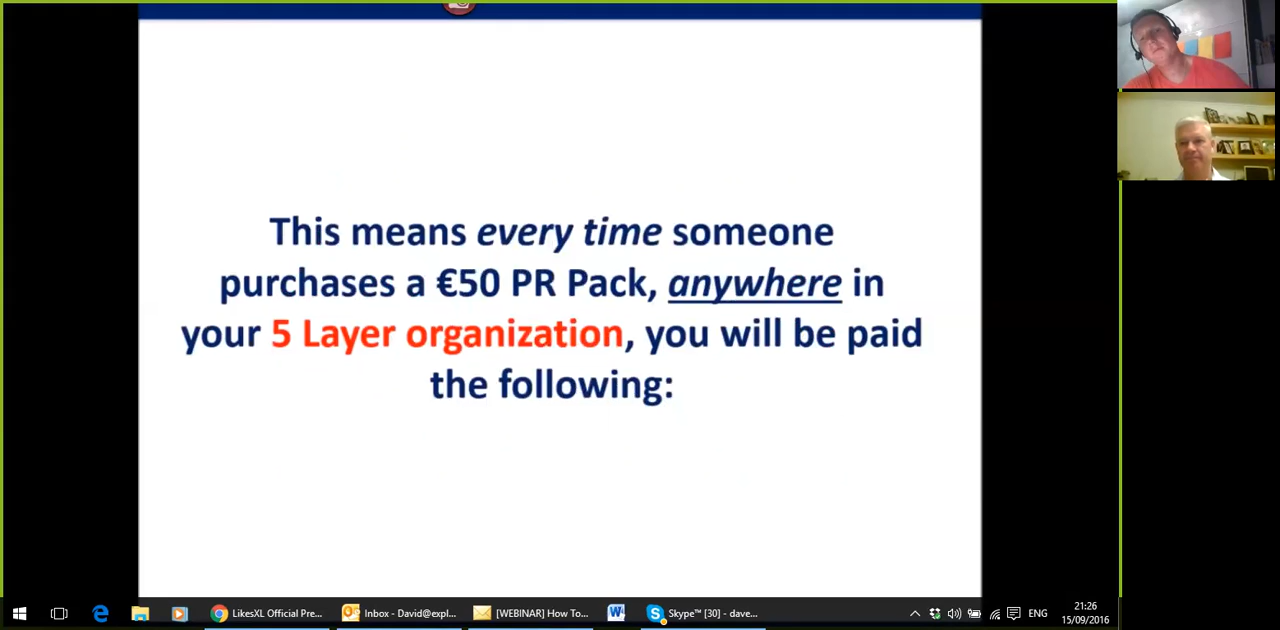 This means every time someone
purchases a €50 PR Pack, anywhere in
your 5 Layer organization, you will be paid
the following:
LikesXL Official Pre...
Inbox - David@expl...
[WEBINAR] How To...
Skype™ [30] - dave...
ENG
21:26
15/09/2016